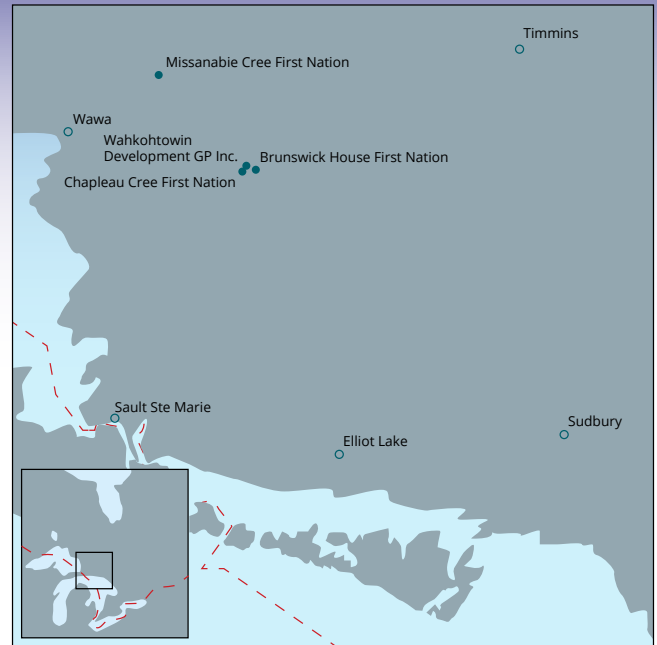 Timmins
Missanabie Cree First Nation
Wawa
Wahkohtowin
Development GP Inc.
Brunswick House First Nation
Chapleau Cree First Nation
Sault Ste Marie
Sudbury
Elliot Lake